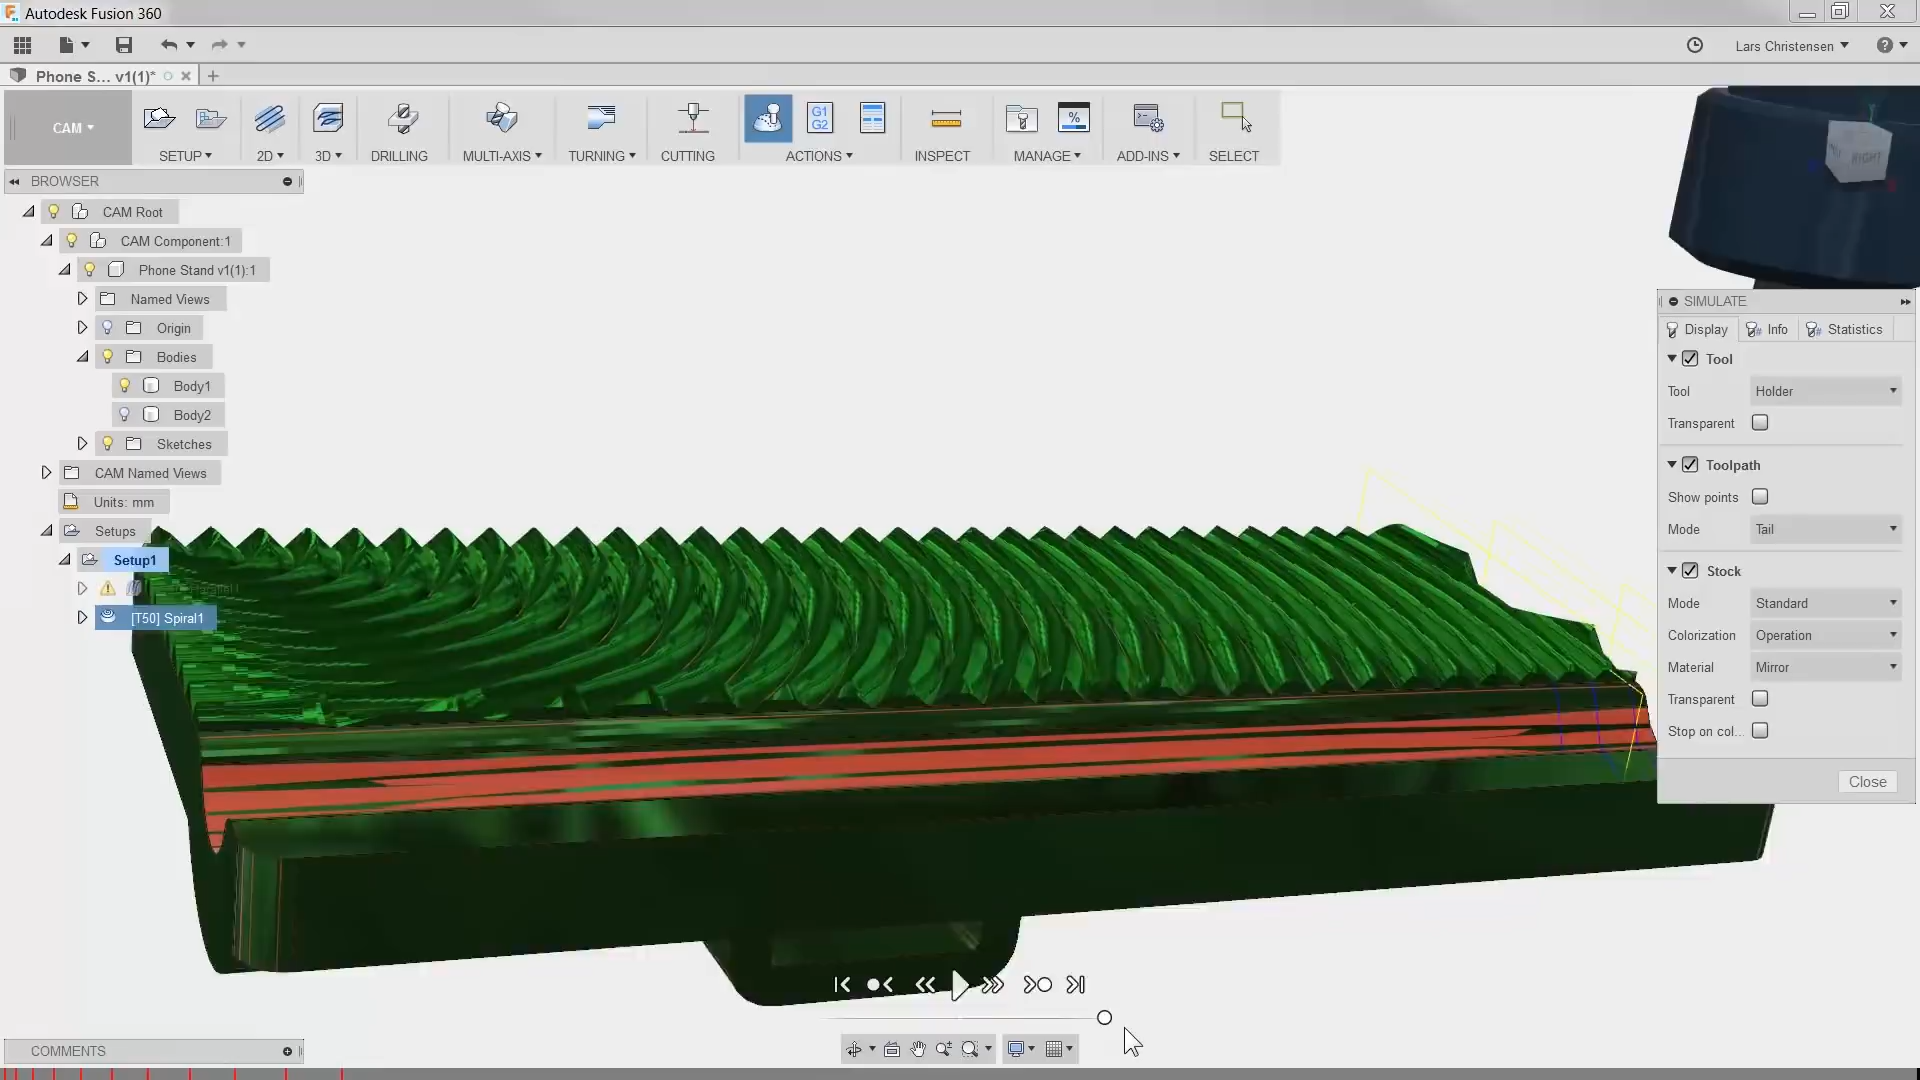 Autodesk Fusion 360
Lars Christensen
Phone S... v1(1)*
CAM
SETUP
2D
3D
DRILLING
MULTI-AXIS
TURNING
CUTTING
G1
G2
ACTIONS
INSPECT
%
MANAGE
ADD-INS
SELECT
RIGHT
BROWSER
CAM Root
CAM Component:1
Phone Stand v1(1):1
Named Views
Origin
Bodies
Body1
Body2
Sketches
CAM Named Views
Units: mm
Setups
Setup1
[T50] Spiral1
SIMULATE
Display
Info
Statistics
Tool
Tool
Holder
Transparent
Toolpath
Show points
Mode
Tail
Stock
Mode
Standard
Colorization
Operation
Material
Mirror
Transparent
Stop on col...
Close
COMMENTS